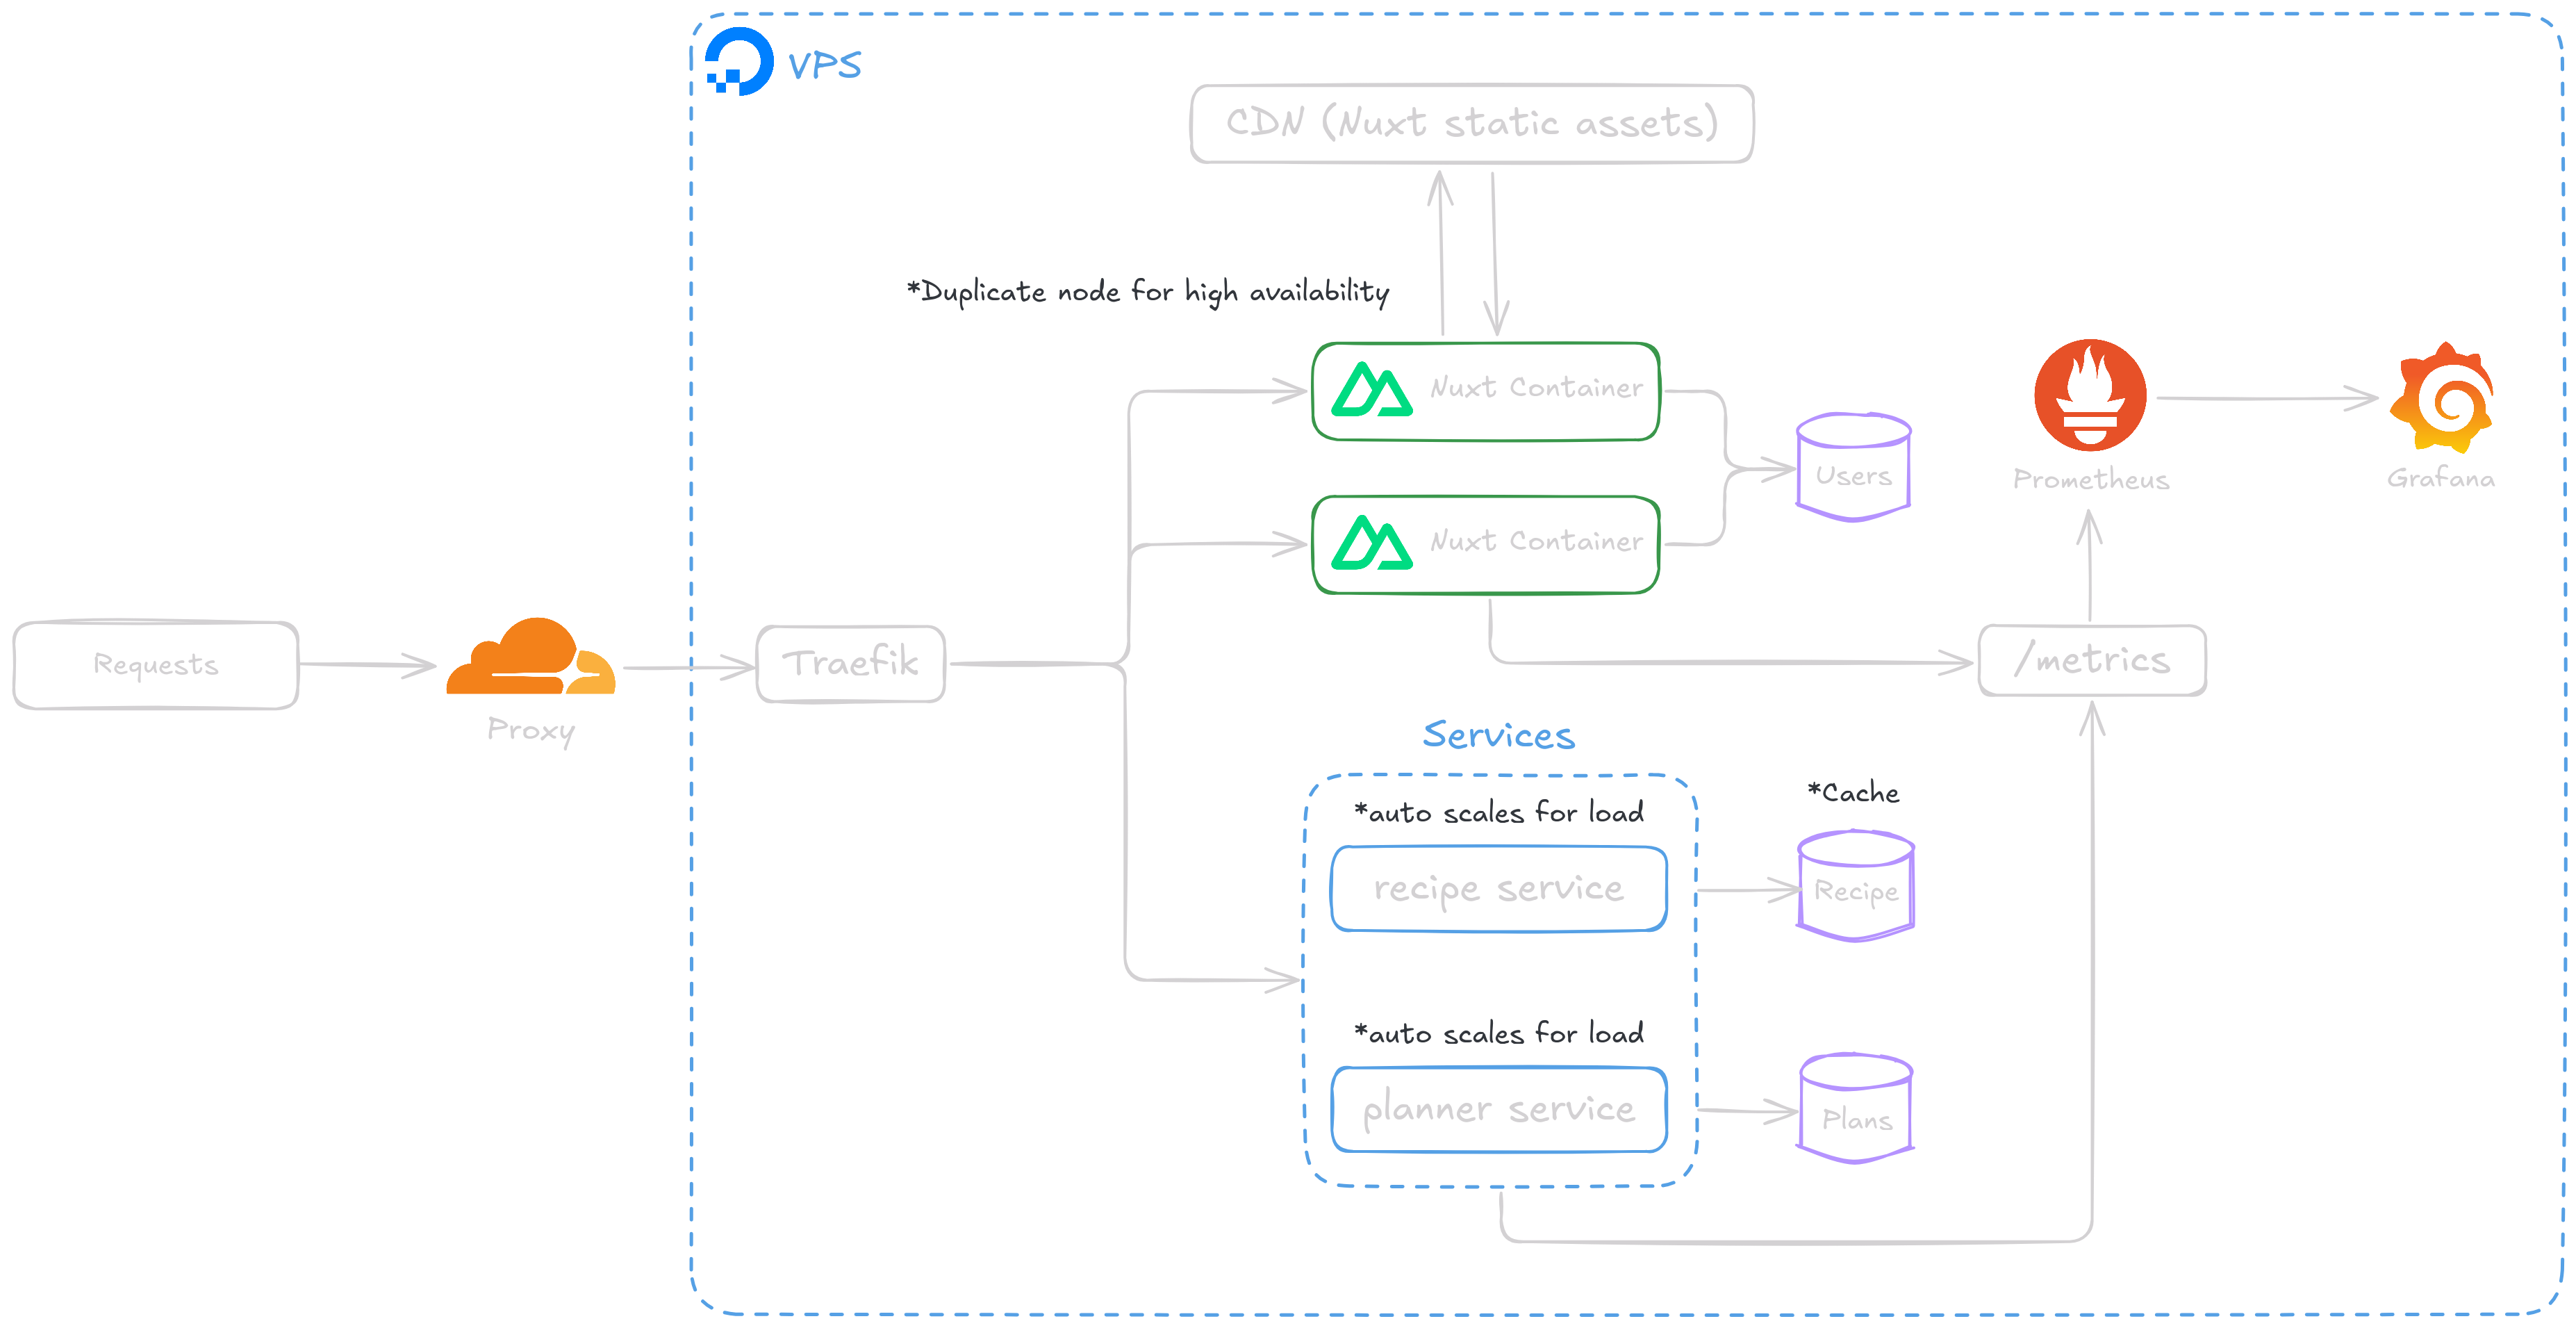 VPS
CDN (Nuxt static assets)
*Duplicate node for high availability
Nuxt Container
Users
Nuxt Container
Prometheus
Grafana
Requests
Proxy
Traefik
/metrics
Services
*auto scales for load
*Cache
recipe service
Recipe
*auto scales for load
planner service
Plans